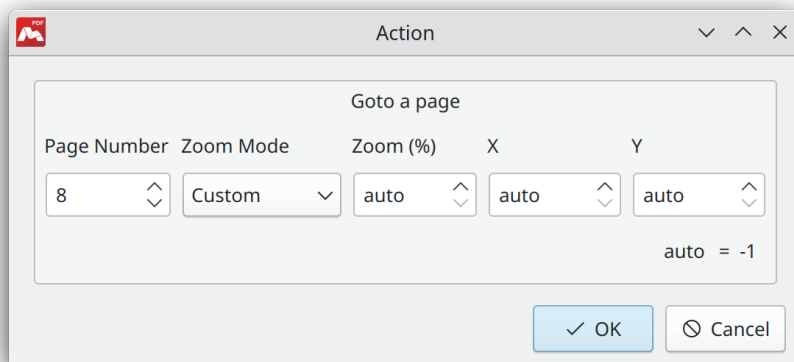 PDF
Action
Goto a page
Page Number Zoom Mode Zoom (%) X Y
8 Custom auto auto auto
auto = -1
OK Cancel